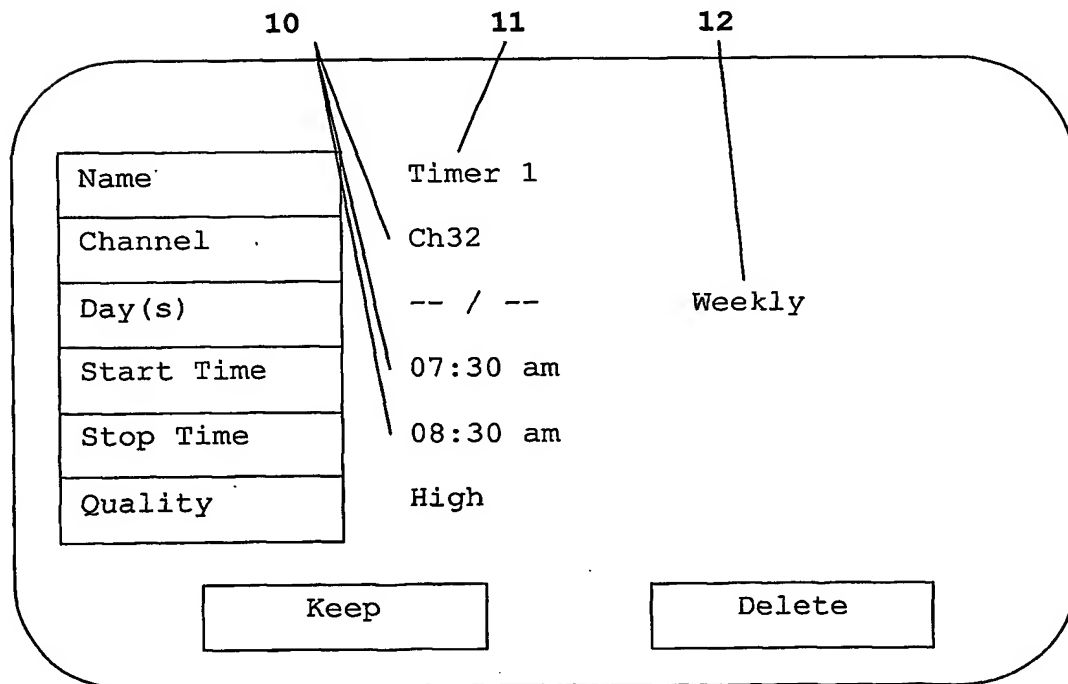 10 11 12
Name Timer 1
Channel Ch32
Day(s) -- / -- Weekly
Start Time 07:30 am
Stop Time 08:30 am
Quality High
Keep Delete